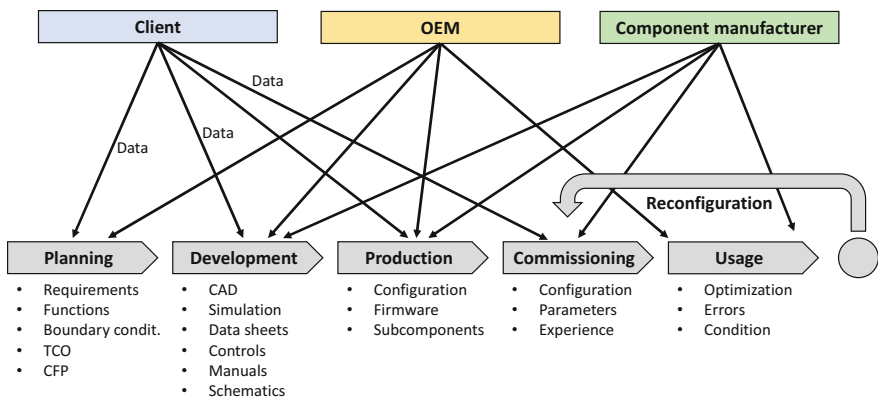 Client
OEM
Component manufacturer
Data
Data
Data
Reconfiguration
Planning
Development
Production
Commissioning
Usage
• Requirements
• Functions
• Boundary condit.
• TCO
• CFP
• CAD
• Simulation
• Data sheets
• Controls
• Manuals
• Schematics
• Configuration
• Firmware
• Subcomponents
• Configuration
• Parameters
• Experience
• Optimization
• Errors
• Condition